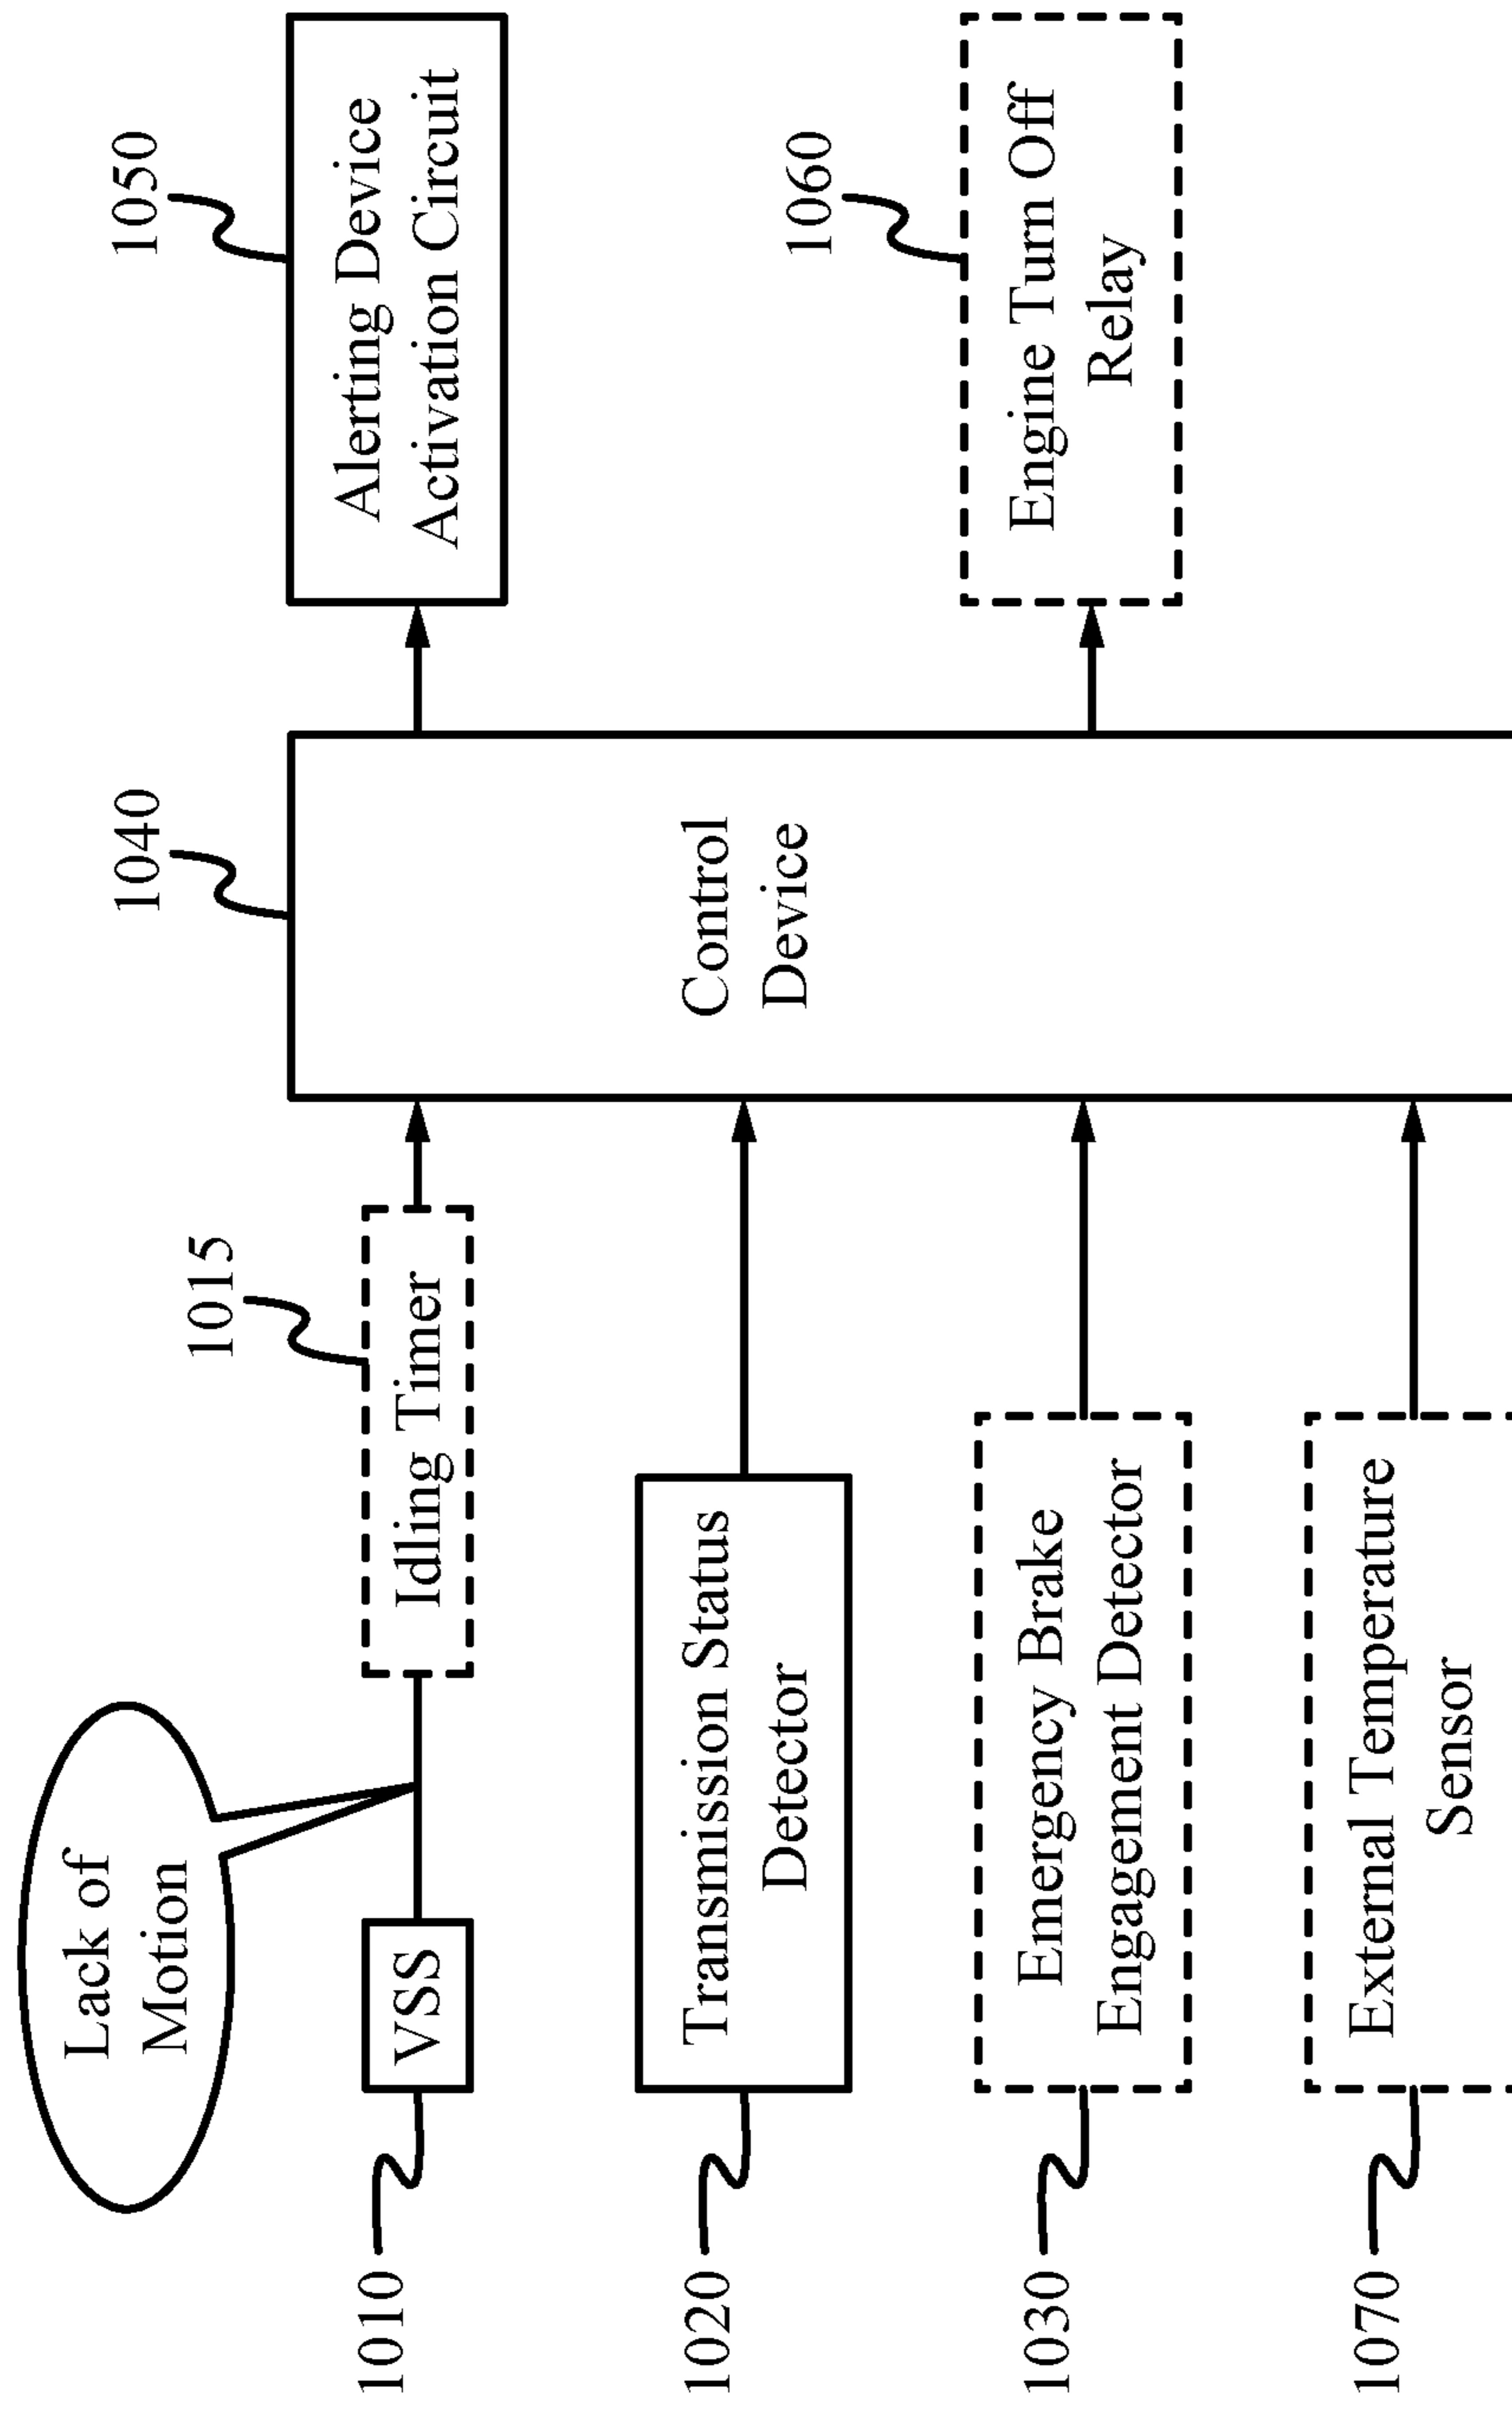 Lack of
Motion
1010
VSS
1015
Idling Timer
1040
Control
Device
1050
Alerting Device
Activation Circuit
1020
Transmission Status
Detector
1030
Emergency Brake
Engagement Detector
1060
Engine Turn Off
Relay
1070
External Temperature
Sensor